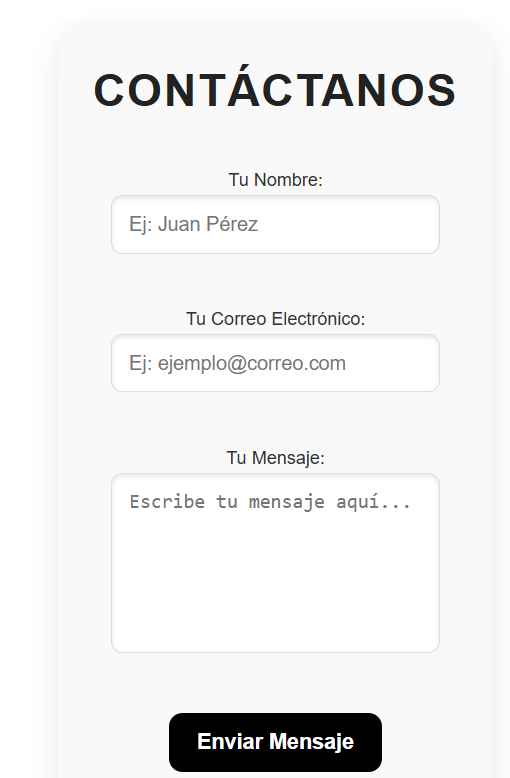 CONTÁCTANOS
Tu Nombre:
Ej: Juan Pérez
Tu Correo Electrónico:
Ej: ejemplo@correo.com
Tu Mensaje:
Escribe tu mensaje aquí...
Enviar Mensaje